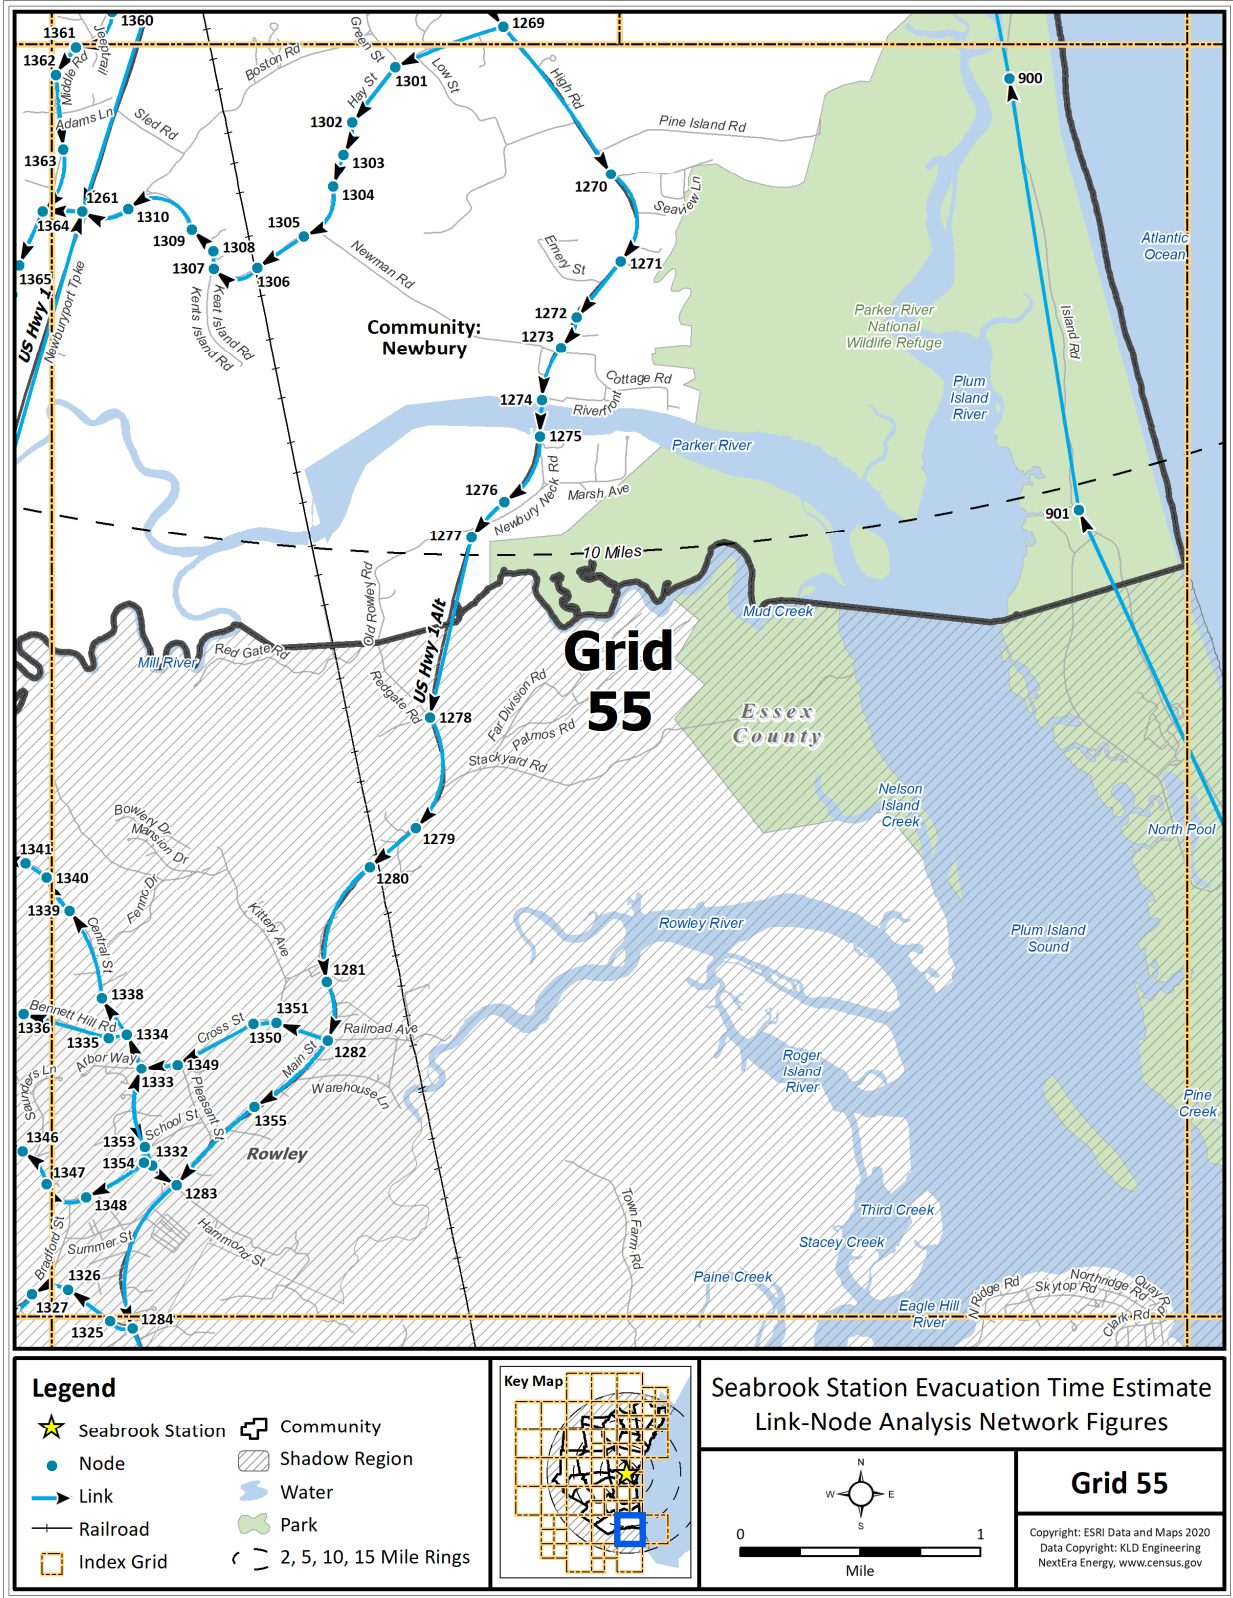 1360
1269
1361
Jeeptrail
Green St
1362
Middle Rd
Boston Rd
1301
Low St
High Rd
900
Hay St
Adams Ln
Sled Rd
1302
Pine Island Rd
1363
1303
1270
1304
Seaview Ln
1261
1364
1310
1305
1309
1308
1307
1306
Newman Rd
Emery St
1271
Atlantic
Ocean
1365
US Hwy 1
Newburyport Tpke
Kents Island Rd
Keat Island Rd
Community:
Newbury
1272
1273
Parker River
National
Wildlife Refuge
Island Rd
Cottage Rd
Plum
Island
River
1274
Riverfront
1275
Parker River
1276
Newbury Neck Rd
Marsh Ave
901
1277
10 Miles
Old Rowley Rd
US Hwy 1 Alt
Mud Creek
Grid
55
Mill River
Red Gate Rd
Redgate Rd
1278
Far Division Rd
Palmos Rd
Stackyard Rd
Essex
County
Nelson
Island
Creek
North Pool
Bowlery Dr
Mansion Dr
1279
1341
1340
1280
Fenno Dr
1339
Central St
Kittery Ave
Rowley River
Plum Island
Sound
1281
1338
Bennett Hill Rd
1336
1335
1334
Cross St
1351
1350
Railroad Ave
1282
Main St
Arbor Way
1349
1333
Saunders Ln
Pleasant St
Warehouse Ln
Roger
Island
River
Pine
Creek
1355
School St
1346
1353
1332
1354
Rowley
1347
1283
1348
Bradford St
Summer St
Hammond St
Town Farm Rd
Third Creek
Stacey Creek
Paine Creek
1326
1327
1284
1325
Eagle Hill
River
N Ridge Rd
Skytop Rd
Northridge Rd
Quay R
Clark Rd
Legend
Seabrook Station
Node
Link
Railroad
Index Grid
Community
Shadow Region
Water
Park
2, 5, 10, 15 Mile Rings
Key Map
Seabrook Station Evacuation Time Estimate
Link-Node Analysis Network Figures
N
W
E
S
0
1
Mile
Grid 55
Copyright: ESRI Data and Maps 2020
Data Copyright: KLD Engineering
NextEra Energy, www.census.gov